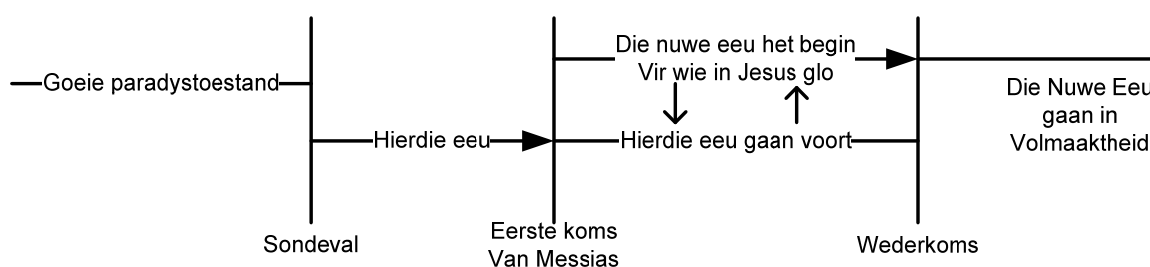 Goeie paradystoestand
Hierdie eeu
Die nuwe eeu het begin
Vir wie in Jesus glo
Hierdie eeu gaan voort
Die Nuwe Eeu
gaan in
Volmaaktheid
Sondeval
Eerste koms
Van Messias
Wederkoms